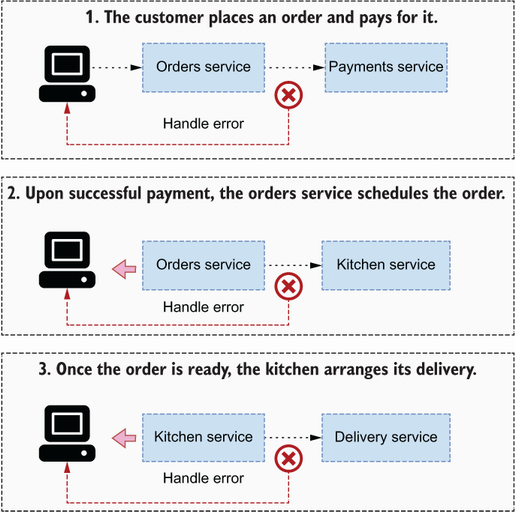 1. The customer places an order and pays for it.
Orders service
Payments service
Handle error
2. Upon successful payment, the orders service schedules the order.
Orders service
Kitchen service
Handle error
3. Once the order is ready, the kitchen arranges its delivery.
Kitchen service
Delivery service
Handle error